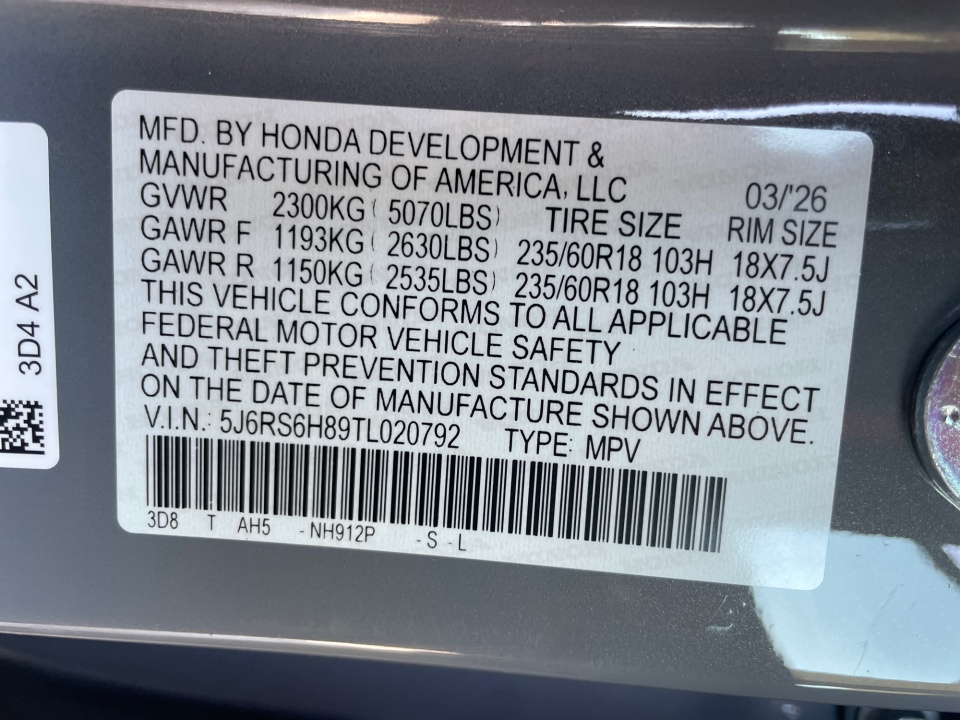 MFD. BY HONDA DEVELOPMENT &
MANUFACTURING OF AMERICA, LLC 03/'26
GVWR 2300KG ( 5070LBS) TIRE SIZE RIM SIZE
GAWR F 1193KG ( 2630LBS) 235/60R18 103H 18X7.5J
GAWR R 1150KG ( 2535LBS) 235/60R18 103H 18X7.5J
THIS VEHICLE CONFORMS TO ALL APPLICABLE
FEDERAL MOTOR VEHICLE SAFETY
AND THEFT PREVENTION STANDARDS IN EFFECT
ON THE DATE OF MANUFACTURE SHOWN ABOVE.
V.I.N.: 5J6RS6H89TL020792 TYPE: MPV
3D8 T AH5 -NH912P -S -L
3D4 A2